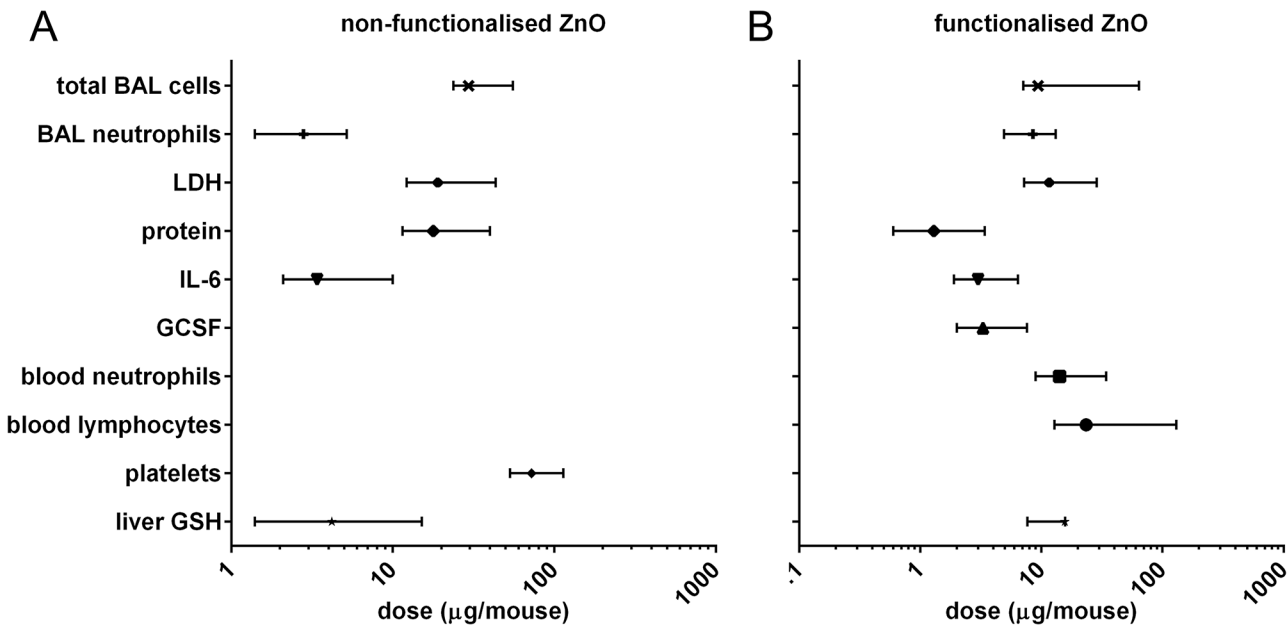 A
non-functionalised ZnO
total BAL cells
BAL neutrophils
LDH
protein
IL-6
GCSF
blood neutrophils
blood lymphocytes
platelets
liver GSH
1
10
100
1000
dose (µg/mouse)
B
functionalised ZnO
.1
1
10
100
1000
dose (µg/mouse)